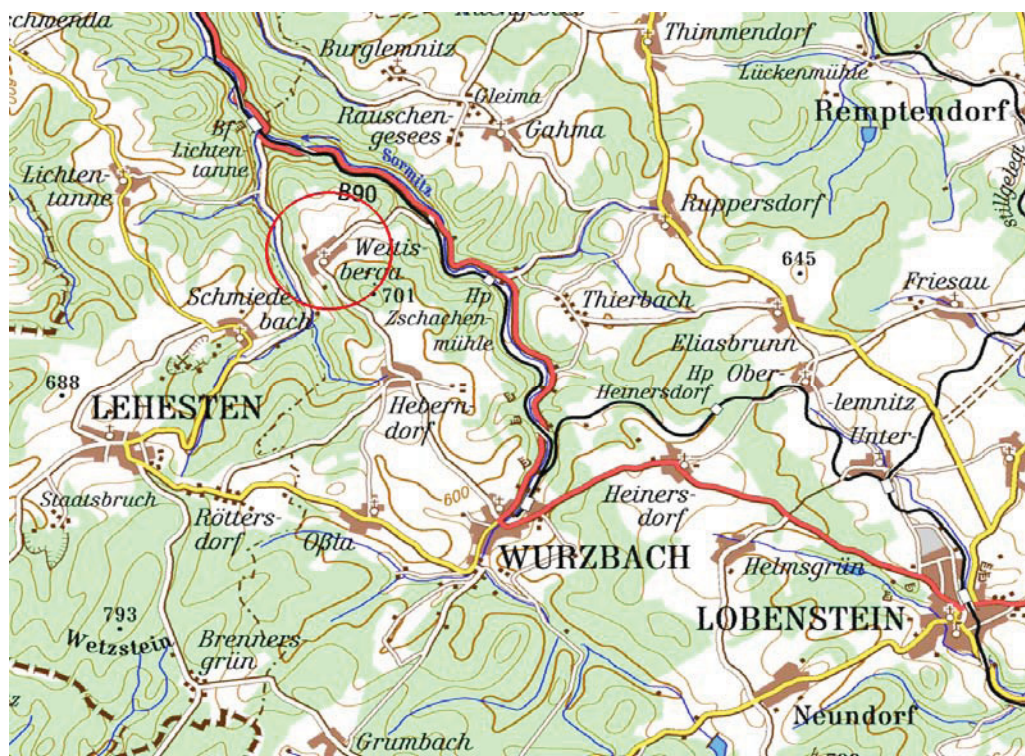 Burglemnitz
Thimmendorf
Lückenmühle
Gleima
Rauschen-
gesees
Gahma
Remptendorf
Bf
Lichten-
tanne
Sormitz
Lichten-
tanne
stillgelegt
B90
Ruppersdorf
Weitis-
berga
645
701
Friesau
Schmiede
bach
Hp
Zschachen-
mühle
Thierbach
Eliasbrunn
688
Hp
Heinersdorf
Ober-
-lemnitz
LEHESTEN
Hebern-
dorf
Unter-
Staatsbruch
600
Rötters-
dorf
Heiners-
dorf
Oßla
WURZBACH
Helmsgrün
793
LOBENSTEIN
Wetzstein
Brenners-
grün
Neundorf
Grumbach